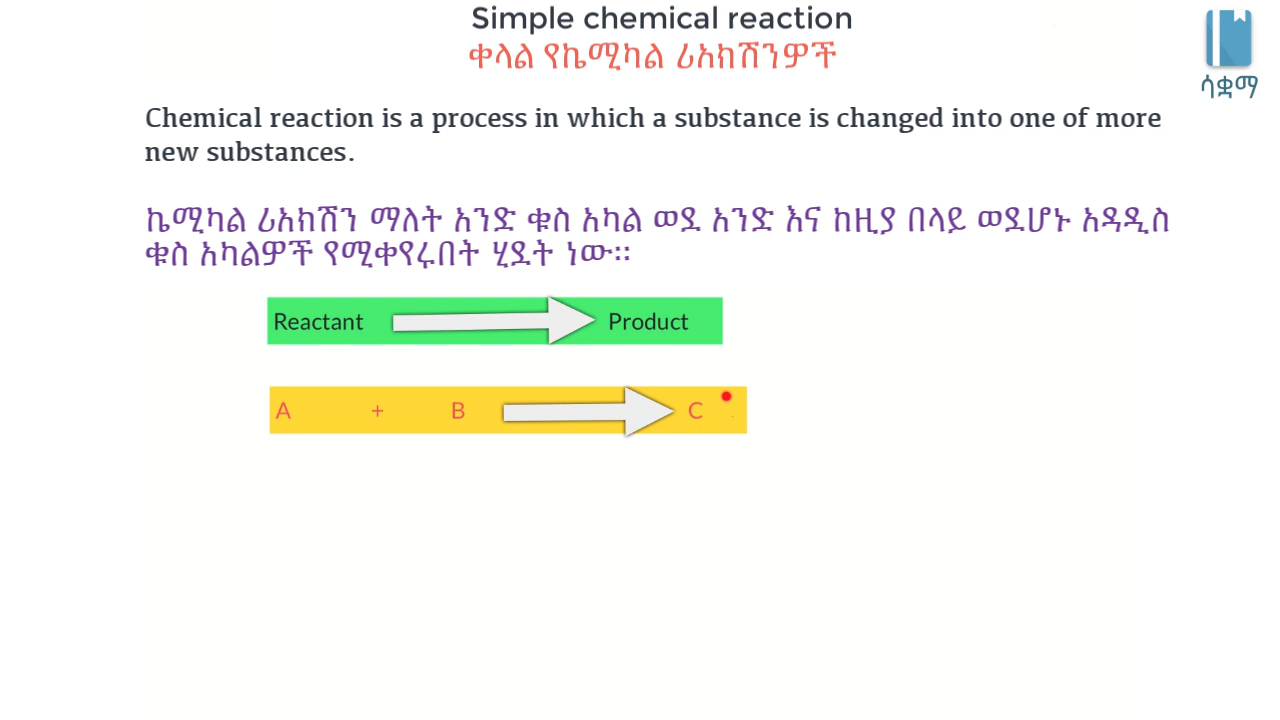 Simple chemical reaction
ቀላል የኬሚካል ሪአክሽንዎች
ሳቋማ
Chemical reaction is a process in which a substance is changed into one of more
new substances.
ኬሚካል ሪአክሽን ማለት አንድ ቁስ አካል ወደ አንድ እና ከዚያ በላይ ወደሆኑ አዳዲስ
ቁስ አካልዎች የሚቀየሩበት ሂደት ነው፡፡
Reactant Product
A + B C